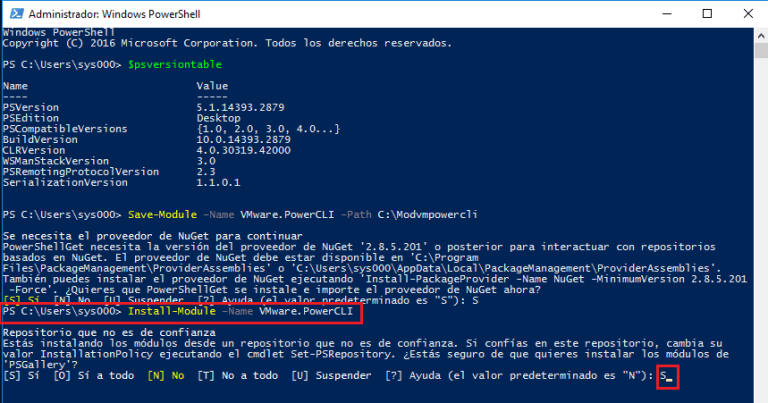 Administrador: Windows PowerShell
Windows PowerShell
Copyright (C) 2016 Microsoft Corporation. Todos los derechos reservados.
PS C:\Users\sys000> $psversiontable
Name Value
---- -----
PSVersion 5.1.14393.2879
PSEdition Desktop
PSCompatibleVersions {1.0, 2.0, 3.0, 4.0...}
BuildVersion 10.0.14393.2879
CLRVersion 4.0.30319.42000
WSManStackVersion 3.0
PSRemotingProtocolVersion 2.3
SerializationVersion 1.1.0.1
PS C:\Users\sys000> Save-Module -Name VMware.PowerCLI -Path C:\Modvmpowercli
Se necesita el proveedor de NuGet para continuar
PowerShellGet necesita la versión del proveedor de NuGet '2.8.5.201' o posterior para interactuar con repositorios
basados en NuGet. El proveedor de NuGet debe estar disponible en 'C:\Program
Files\PackageManagement\ProviderAssemblies' o 'C:\Users\sys000\AppData\Local\PackageManagement\ProviderAssemblies'.
También puedes instalar el proveedor de NuGet ejecutando 'Install-PackageProvider -Name NuGet -MinimumVersion 2.8.5.201
-Force'. ¿Quieres que PowerShellGet se instale e importe el proveedor de NuGet ahora?
[S] Sí [N] No [U] Suspender [?] Ayuda (el valor predeterminado es "S"): S
PS C:\Users\sys000> Install-Module -Name VMware.PowerCLI
Repositorio que no es de confianza
Estás instalando los módulos desde un repositorio que no es de confianza. Si confías en este repositorio, cambia su
valor InstallationPolicy ejecutando el cmdlet Set-PSRepository. ¿Estás seguro de que quieres instalar los módulos de
'PSGallery'?
[S] Sí [O] Sí a todo [N] No [T] No a todo [U] Suspender [?] Ayuda (el valor predeterminado es "N"): S_